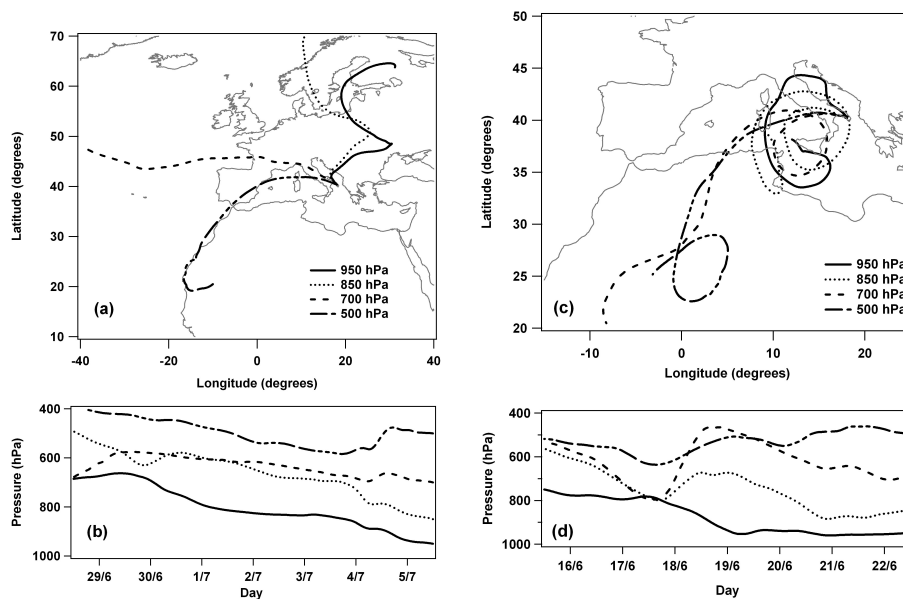 70
60
50
40
30
20
10
Latitude (degrees)
-40
-20
0
20
40
Longitude (degrees)
(a)
950 hPa
850 hPa
700 hPa
500 hPa
50
45
40
35
30
25
20
Latitude (degrees)
-10
0
10
20
Longitude (degrees)
(c)
950 hPa
850 hPa
700 hPa
500 hPa
400
600
800
1000
Pressure (hPa)
(b)
29/6
30/6
1/7
2/7
3/7
4/7
5/7
Day
400
600
800
1000
Pressure (hPa)
(d)
16/6
17/6
18/6
19/6
20/6
21/6
22/6
Day